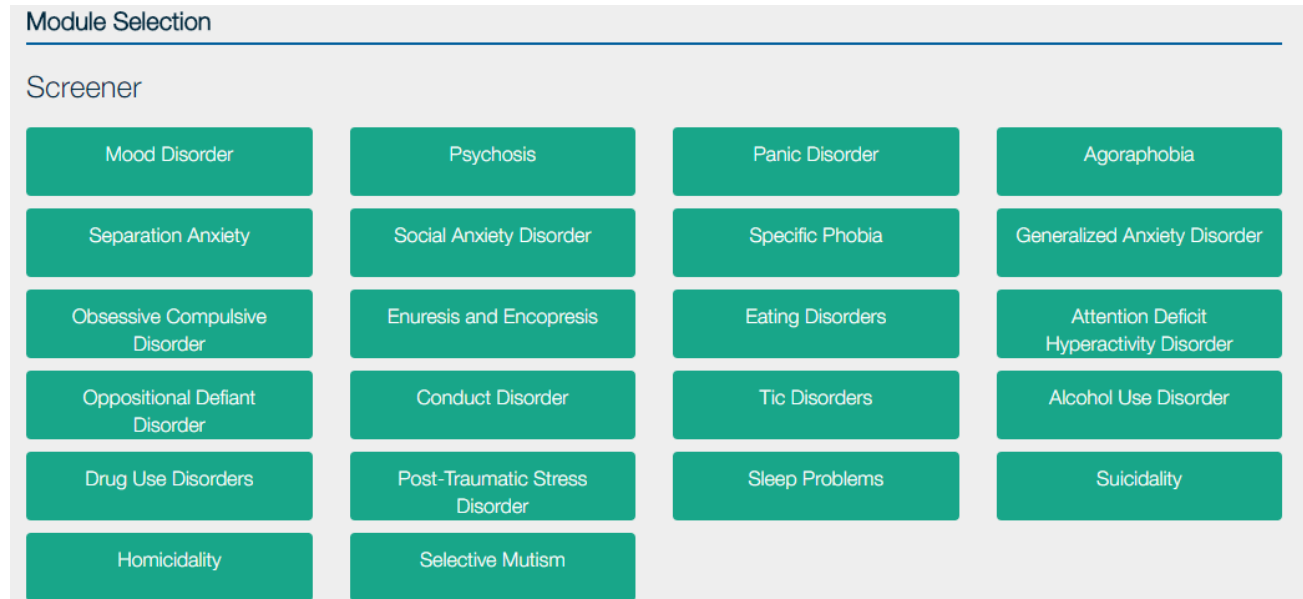 Module Selection
Screener
Mood Disorder
Psychosis
Panic Disorder
Agoraphobia
Separation Anxiety
Social Anxiety Disorder
Specific Phobia
Generalized Anxiety Disorder
Obsessive Compulsive
Disorder
Enuresis and Encopresis
Eating Disorders
Attention Deficit
Hyperactivity Disorder
Oppositional Defiant
Disorder
Conduct Disorder
Tic Disorders
Alcohol Use Disorder
Drug Use Disorders
Post-Traumatic Stress
Disorder
Sleep Problems
Suicidality
Homicidality
Selective Mutism